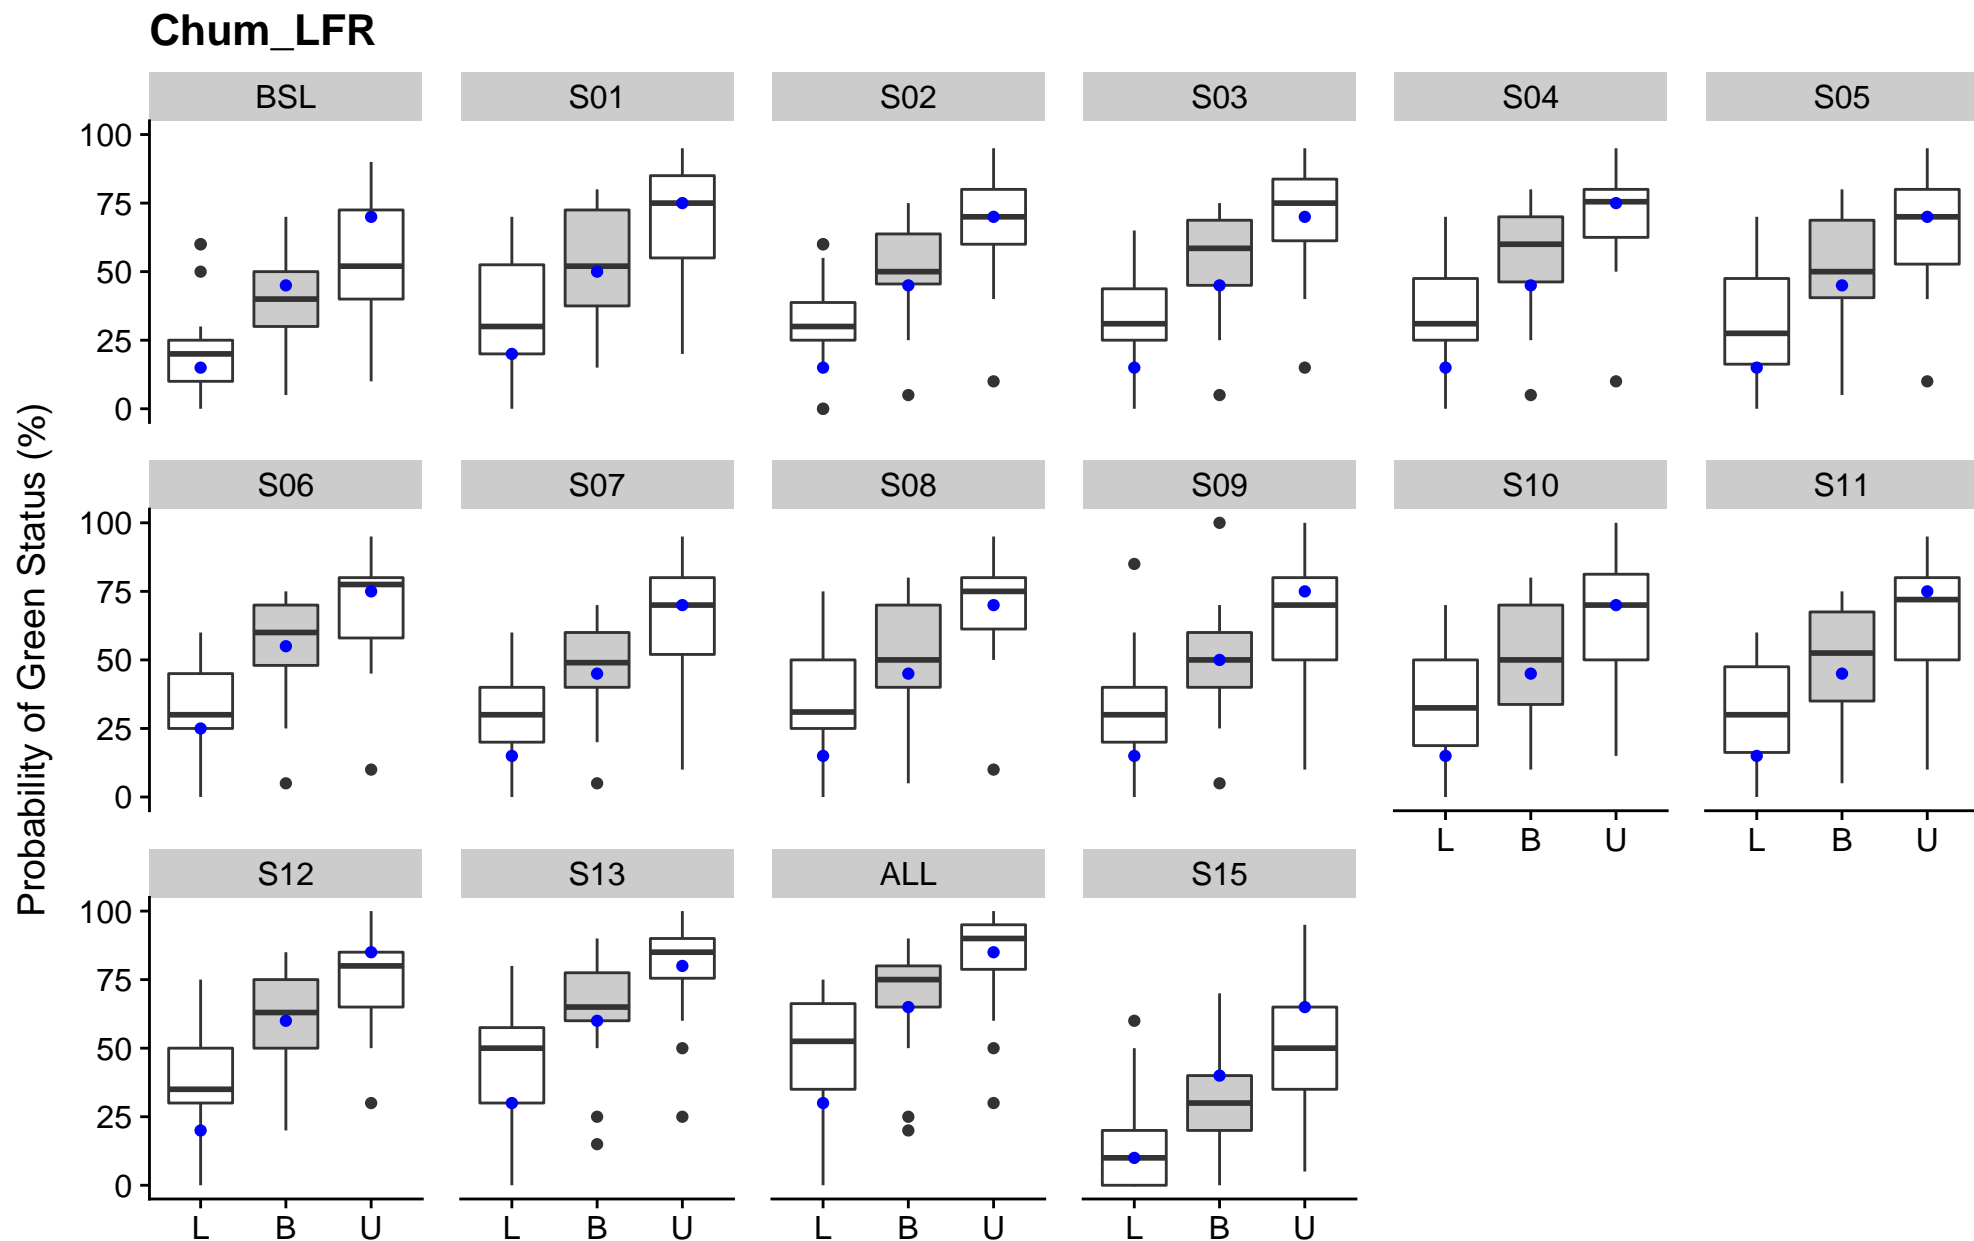 Chum_LFR
BSL S01 S02 S03 S04 S05
100
75
50
25
0
Probability of Green Status (%)
S06 S07 S08 S09 S10 S11
100
75
50
25
0
L B U L B U
S12 S13 ALL S15
100
75
50
25
0
L B U L B U L B U L B U